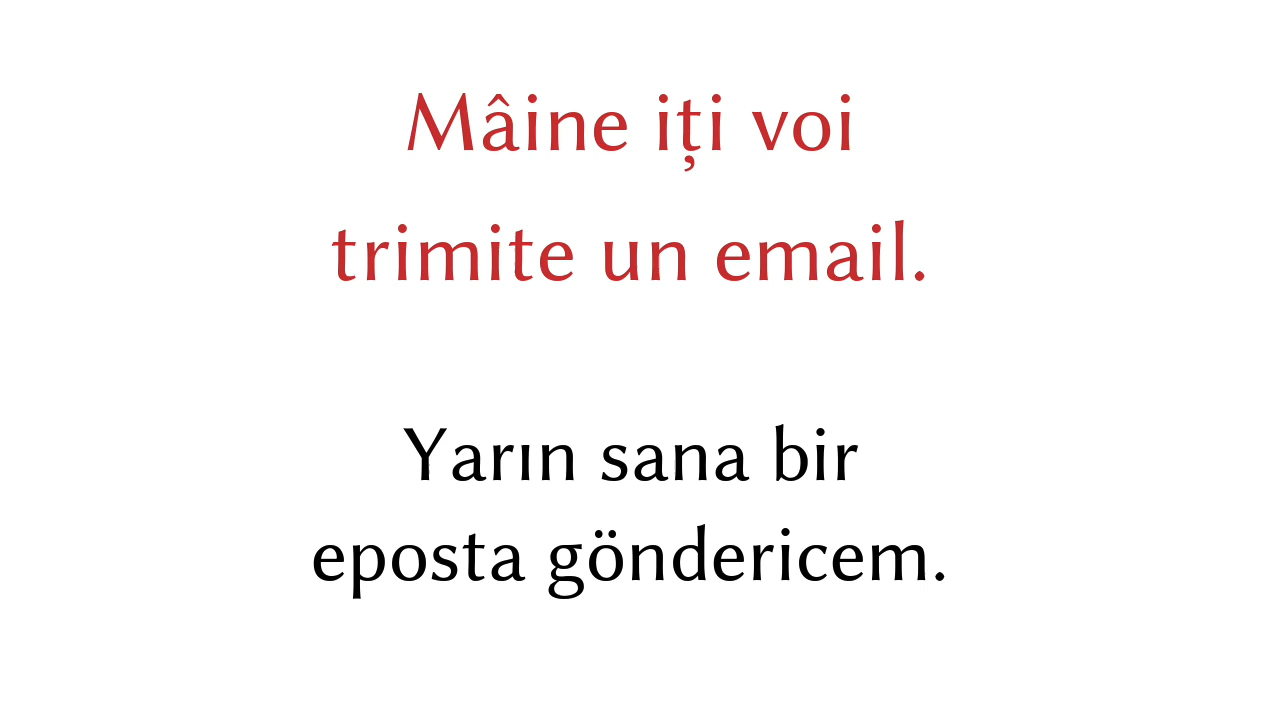 Mâine iți voi
trimite un email.
Yarın sana bir
eposta göndericem.